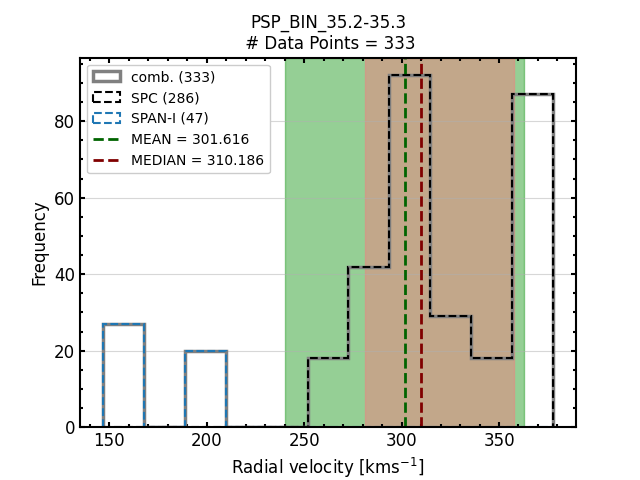 PSP_BIN_35.2-35.3
# Data Points = 333
comb. (333)
SPC (286)
SPAN-I (47)
MEAN = 301.616
MEDIAN = 310.186
Frequency
80
60
40
20
0
150 200 250 300 350
Radial velocity [kms⁻¹]